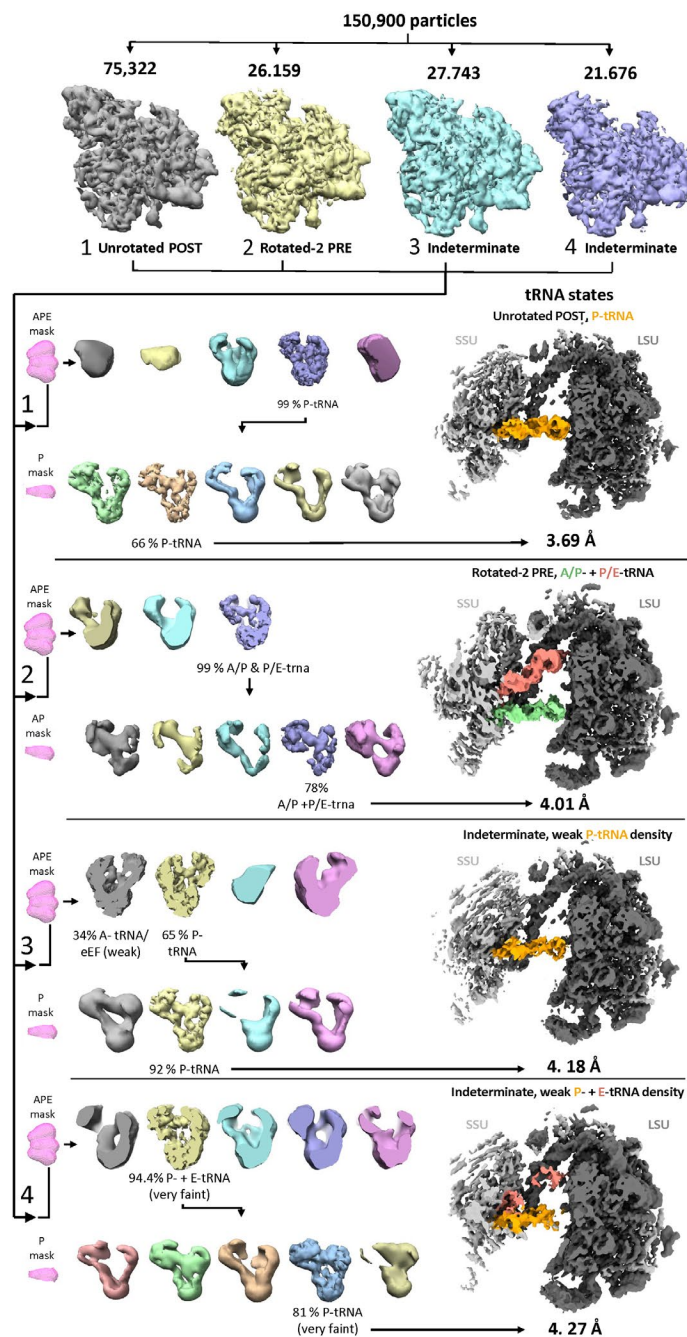 150,900 particles
75,322
26.159
27.743
21.676
1 Unrotated POST
2 Rotated-2 PRE
3 Indeterminate
4 Indeterminate
tRNA states
Unrotated POST, P-tRNA
APE
mask
SSU
LSU
1
99 % P-tRNA
P
mask
66 % P-tRNA
3.69 Å
Rotated-2 PRE, A/P- + P/E-tRNA
APE
mask
SSU
LSU
2
99 % A/P & P/E-trna
AP
mask
78%
A/P +P/E-trna
4.01 Å
Indeterminate, weak P-tRNA density
APE
mask
SSU
LSU
3
34% A- tRNA/
eEF (weak)
65 % P-
tRNA
P
mask
92 % P-tRNA
4. 18 Å
Indeterminate, weak P- + E-tRNA density
APE
mask
SSU
LSU
4
94.4% P- + E-tRNA
(very faint)
P
mask
81 % P-tRNA
(very faint)
4. 27 Å